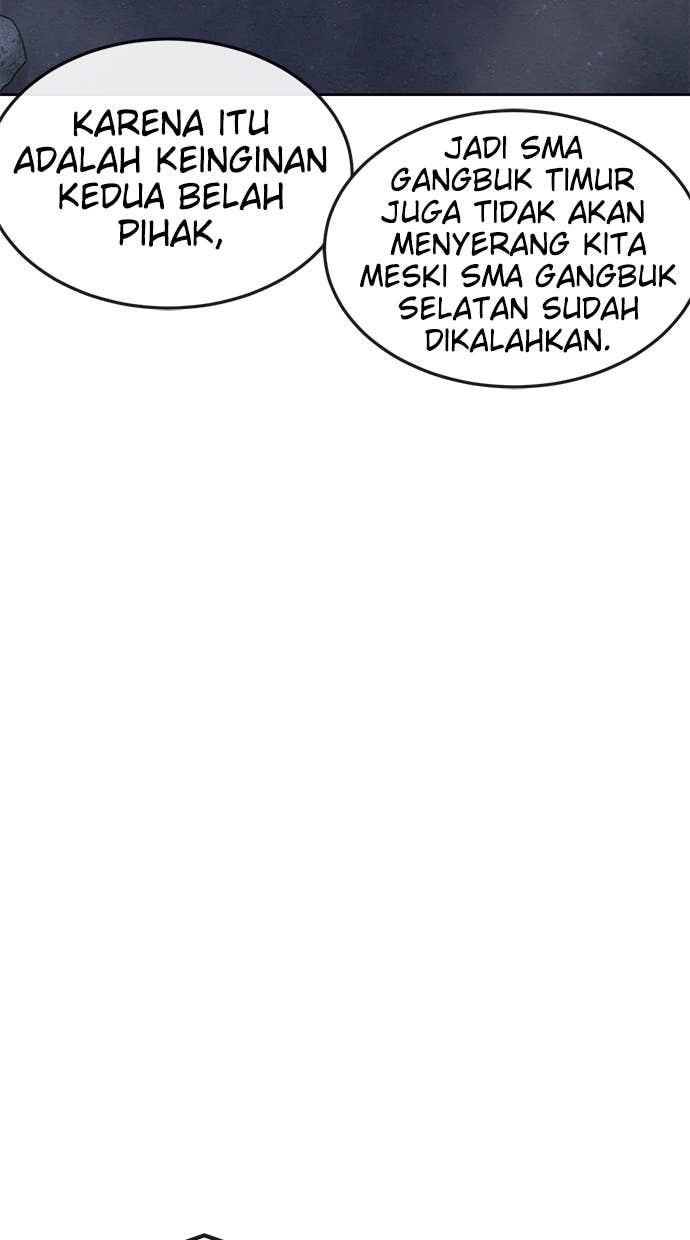 KARENA ITU
ADALAH KEINGINAN
KEDUA BELAH
PIHAK,
JADI SMA
GANGBUK TIMUR
JUGA TIDAK AKAN
MENYERANG KITA
MESKI SMA GANGBUK
SELATAN SUDAH
DIKALAHKAN.